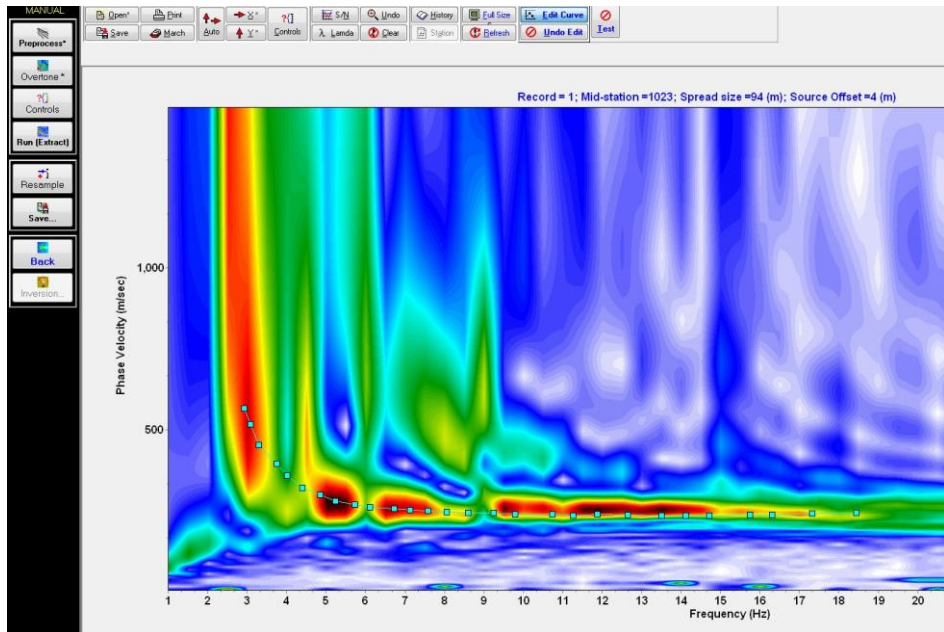 MANUAL
Preprocess*
Overtone *
Controls
Run (Extract)
Resample
Save...
Back
Inversion...
Open* Print Auto X* Controls S/N Undo History Full Size Edit Curve Test
Save March Y* λ Lamda Clear Station Refresh Undo Edit
Record = 1; Mid-station =1023; Spread size =94 (m); Source Offset =4 (m)
Phase Velocity (m/sec)
1,000
500
1 2 3 4 5 6 7 8 9 10 11 12 13 14 15 16 17 18 19 20
Frequency (Hz)